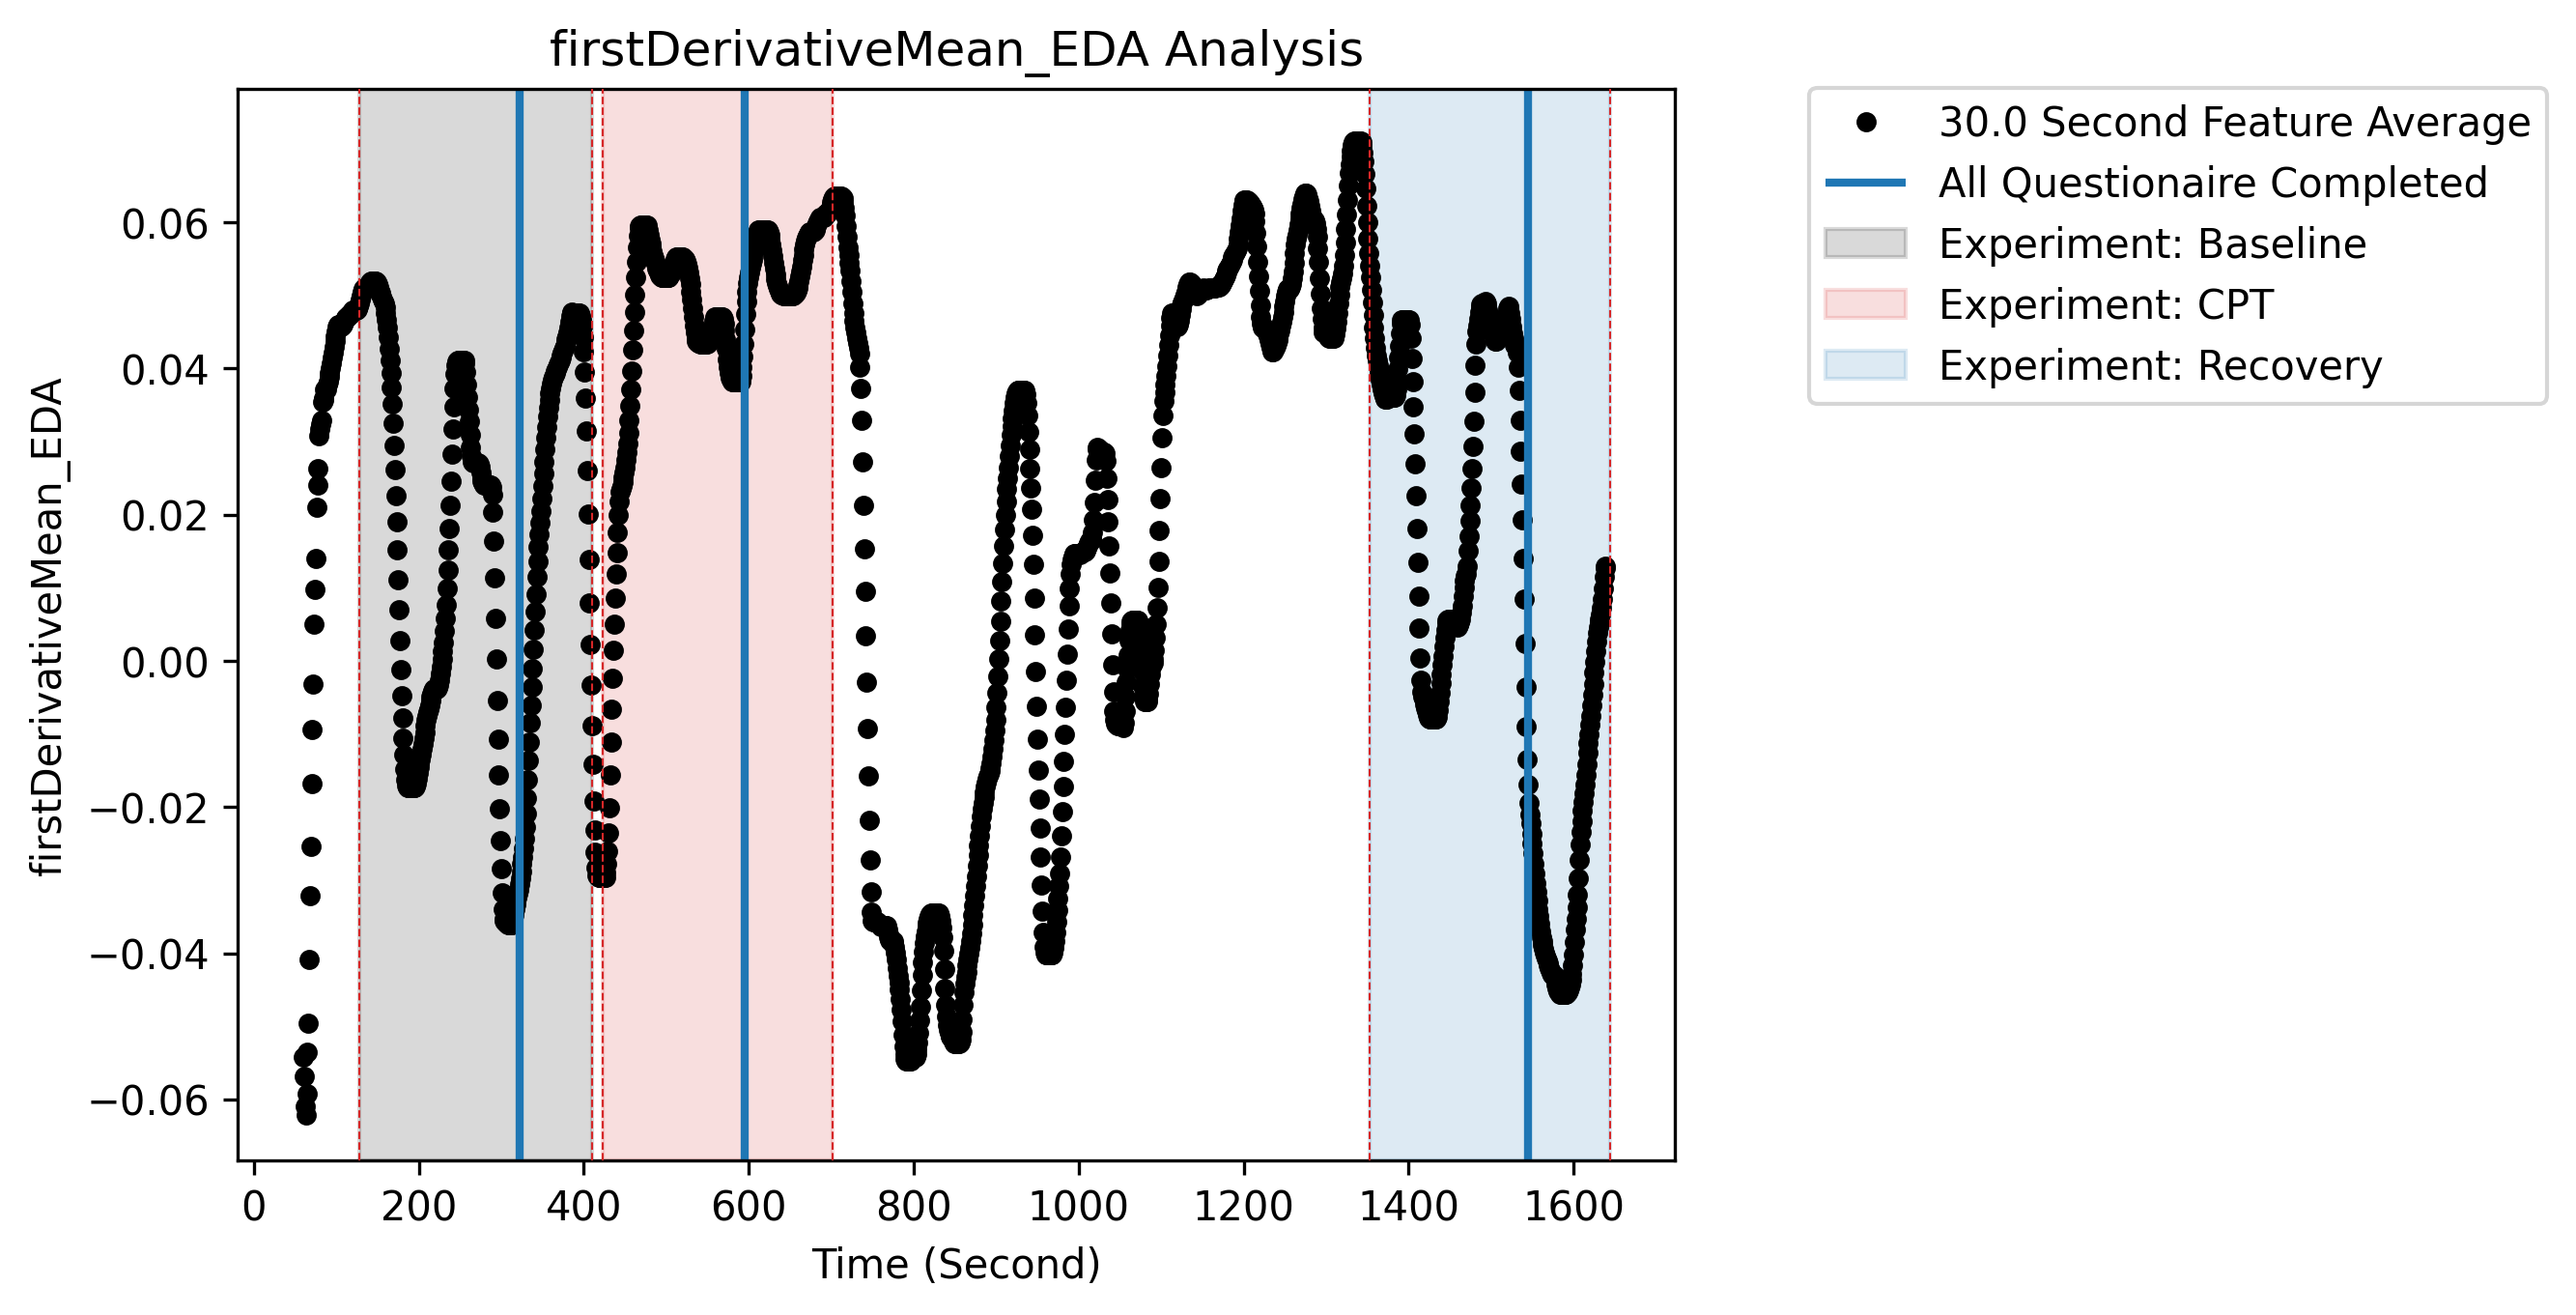 firstDerivativeMean_EDA Analysis
30.0 Second Feature Average
All Questionaire Completed
Experiment: Baseline
Experiment: CPT
Experiment: Recovery
firstDerivativeMean_EDA
0.06
0.04
0.02
0.00
−0.02
−0.04
−0.06
0 200 400 600 800 1000 1200 1400 1600
Time (Second)